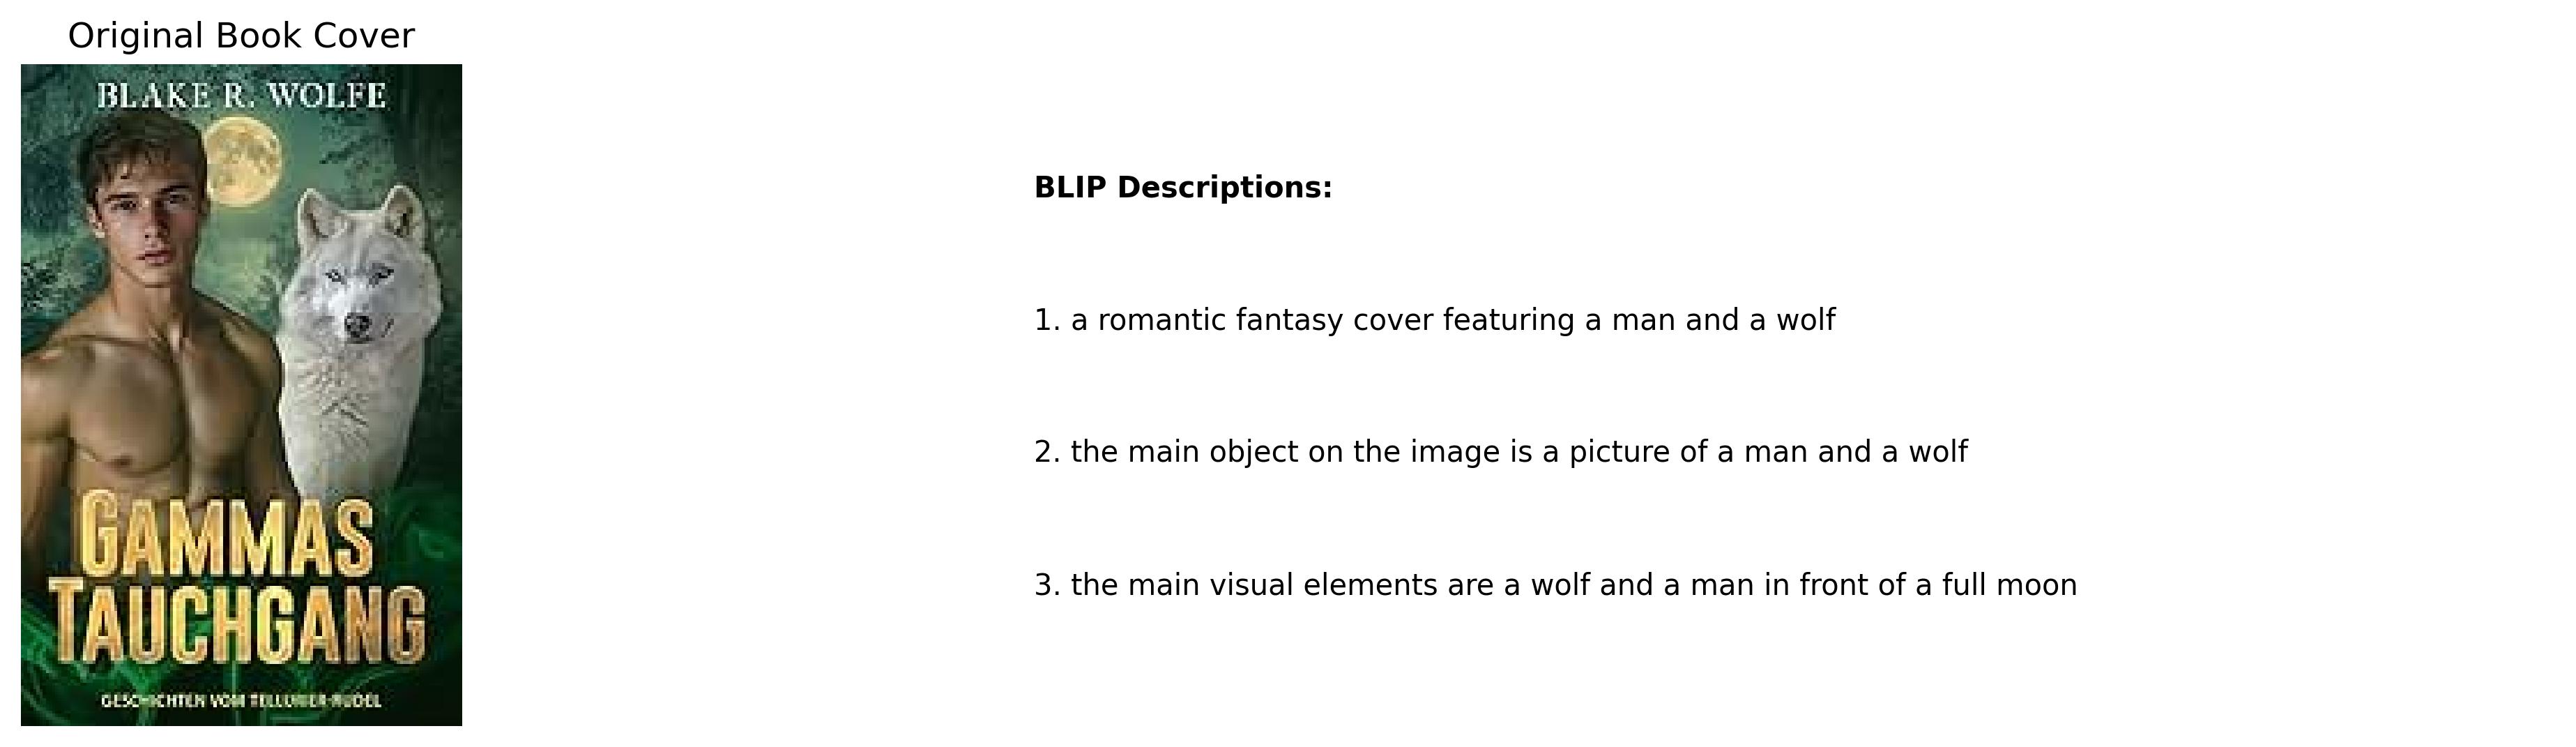 Original Book Cover
BLAKE R. WOLFE
GAMMAS
TAUCHGANG
GESCHICHTEN VOM TELLURIER-RUDEL
BLIP Descriptions:
1. a romantic fantasy cover featuring a man and a wolf
2. the main object on the image is a picture of a man and a wolf
3. the main visual elements are a wolf and a man in front of a full moon